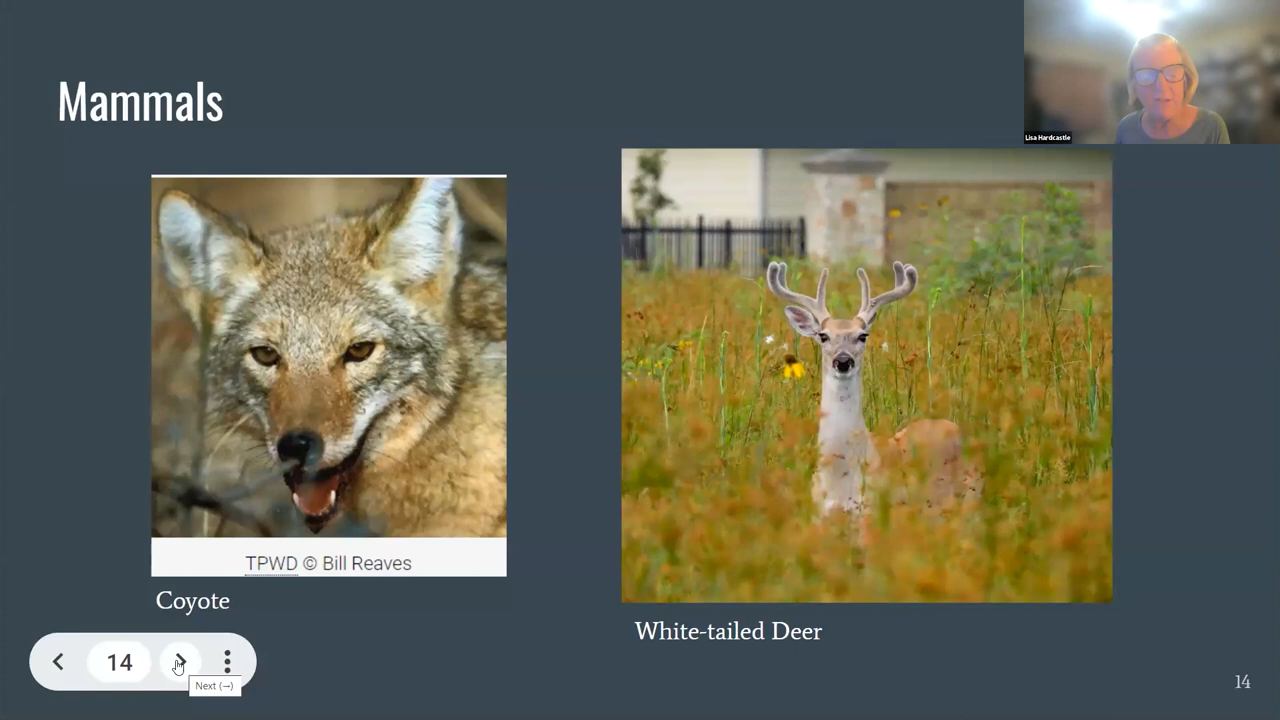 Mammals
Lisa Hardcastle
TPWD © Bill Reaves
Coyote
White-tailed Deer
14
Next (→)
14